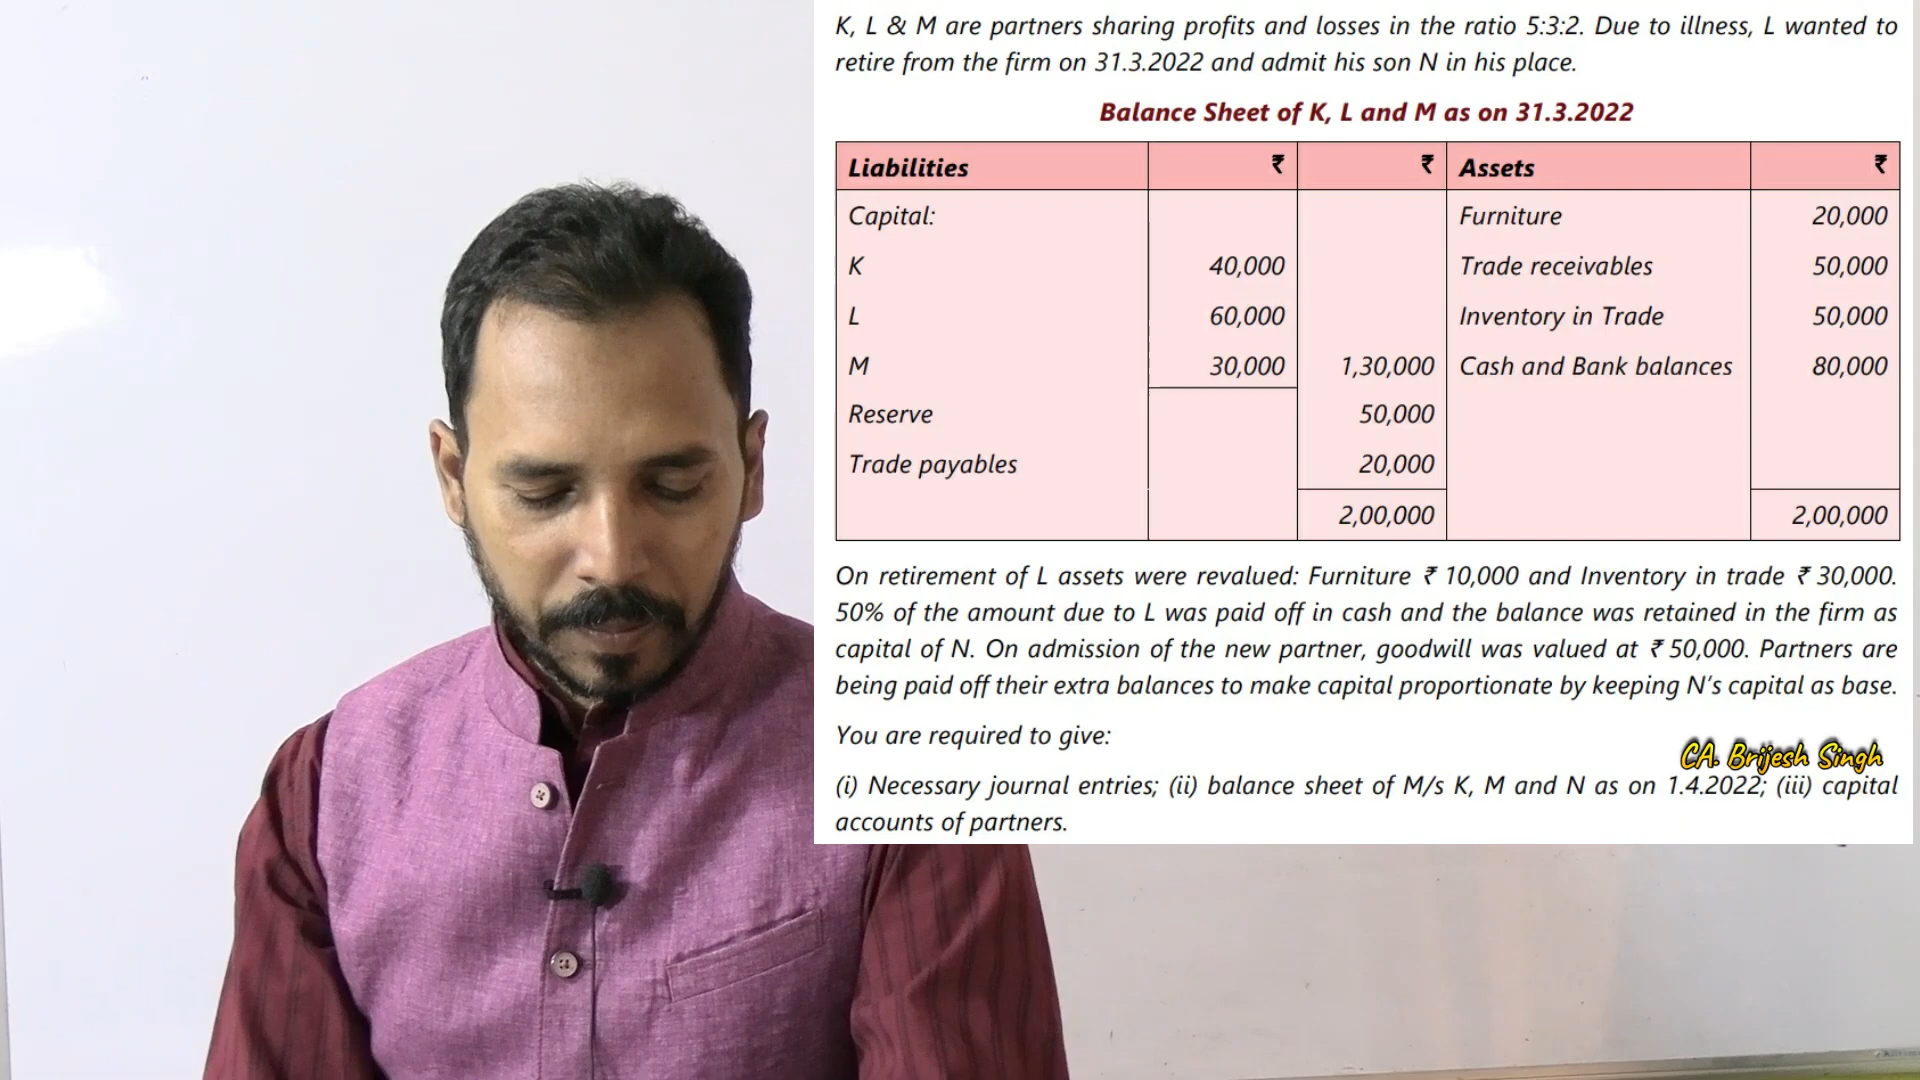 K, L & M are partners sharing profits and losses in the ratio 5:3:2. Due to illness, L wanted to
retire from the firm on 31.3.2022 and admit his son N in his place.
Balance Sheet of K, L and M as on 31.3.2022
Liabilities ₹ ₹ Assets ₹
Capital: Furniture 20,000
K 40,000 Trade receivables 50,000
L 60,000 Inventory in Trade 50,000
M 30,000 1,30,000 Cash and Bank balances 80,000
Reserve 50,000
Trade payables 20,000
2,00,000 2,00,000
On retirement of L assets were revalued: Furniture ₹ 10,000 and Inventory in trade ₹ 30,000.
50% of the amount due to L was paid off in cash and the balance was retained in the firm as
capital of N. On admission of the new partner, goodwill was valued at ₹ 50,000. Partners are
being paid off their extra balances to make capital proportionate by keeping N's capital as base.
You are required to give:
CA. Brijesh Singh
(i) Necessary journal entries; (ii) balance sheet of M/s K, M and N as on 1.4.2022; (iii) capital
accounts of partners.